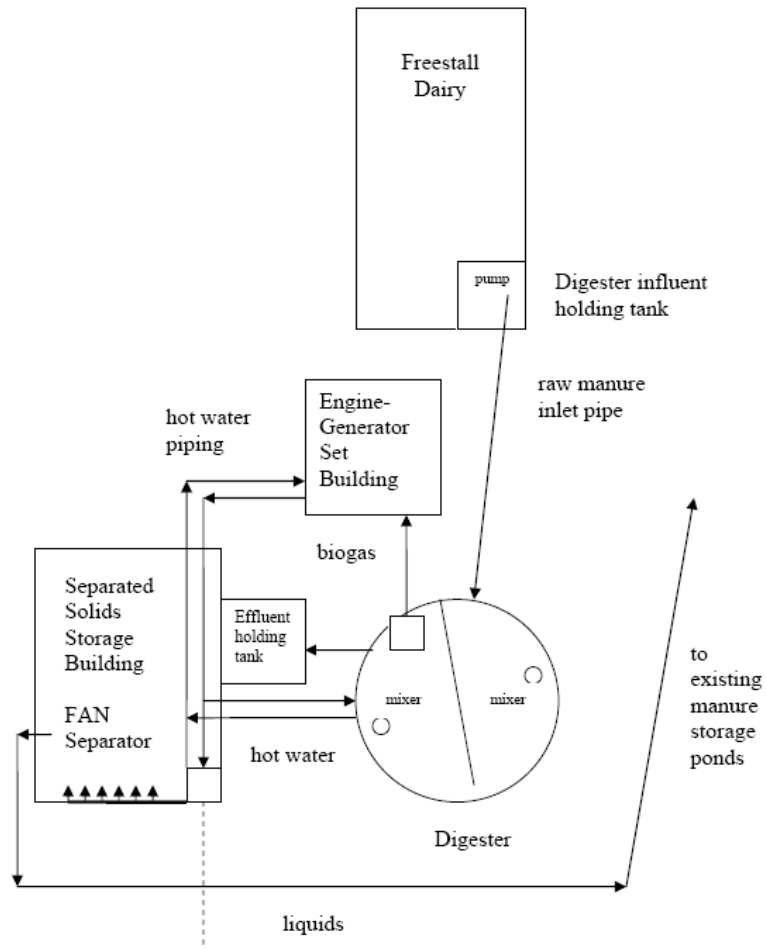 Freestall
Dairy
pump
Digester influent
holding tank
raw manure
inlet pipe
Engine-
Generator
Set
Building
hot water
piping
biogas
Separated
Solids
Storage
Building
FAN
Separator
Effluent
holding
tank
mixer
mixer
to
existing
manure
storage
ponds
hot water
Digester
liquids